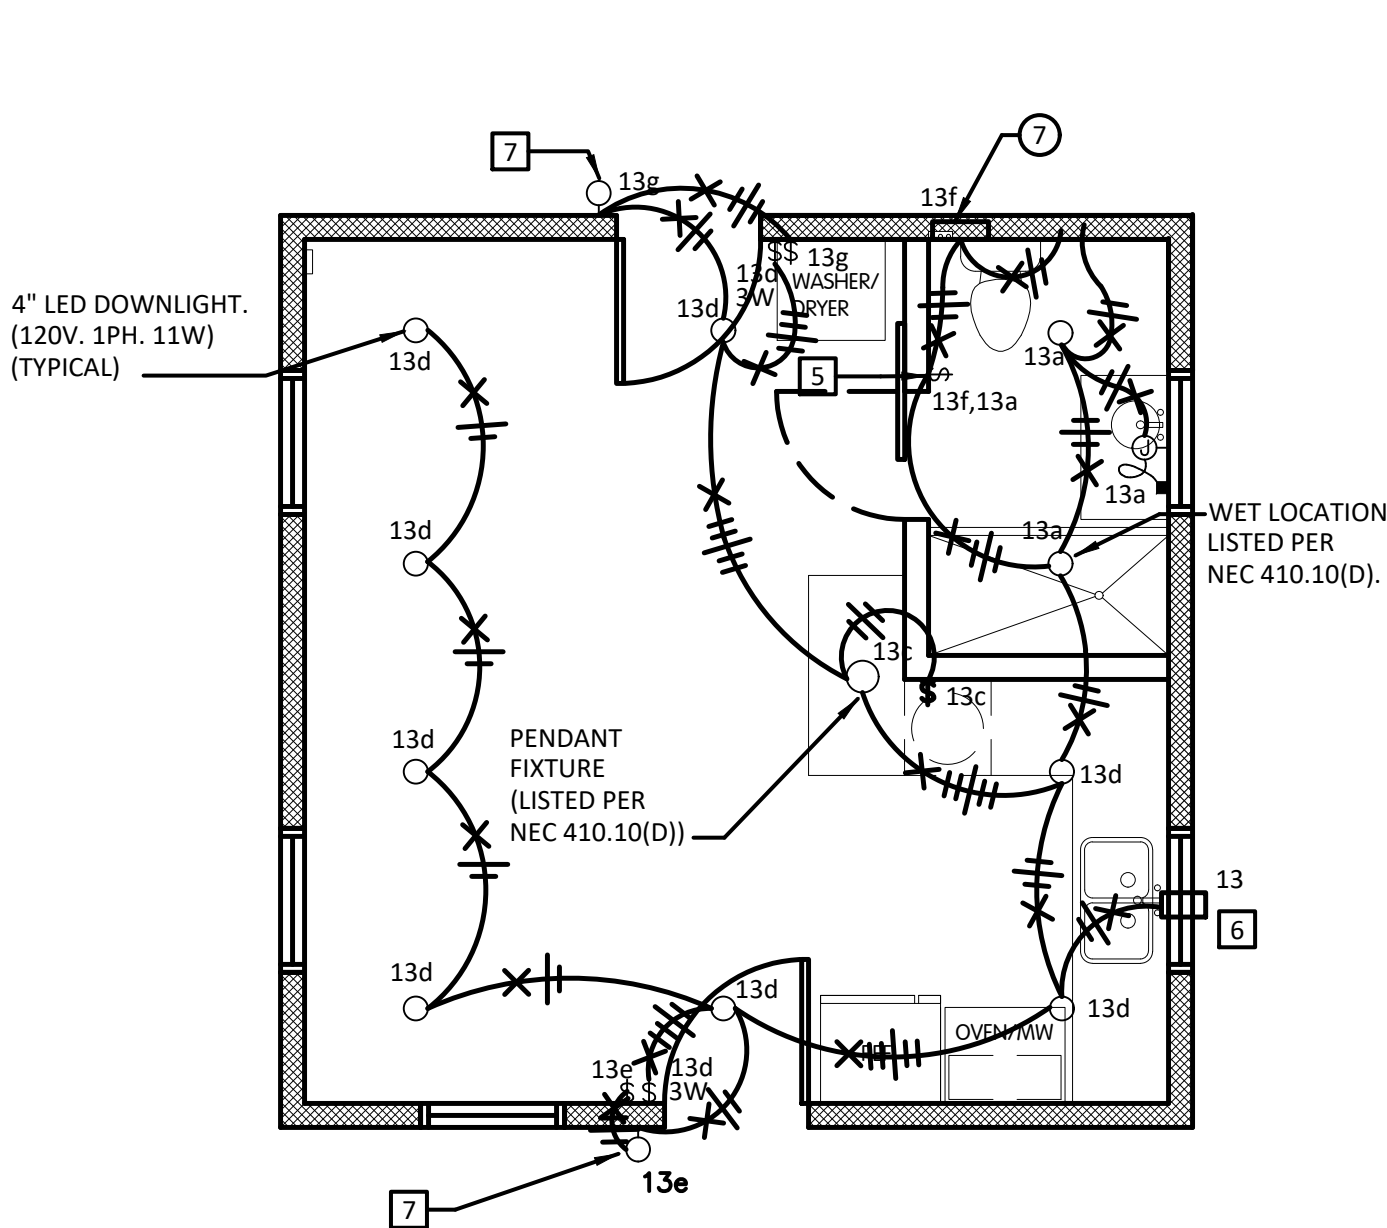 7
7
13g
13f
$$
13g
13d
3W
WASHER/
DRYER
4" LED DOWNLIGHT.
(120V. 1PH. 11W)
(TYPICAL)
13d
13d
13a
5
$
13f,13a
J
13a
WET LOCATION
LISTED PER
NEC 410.10(D).
13d
13a
13c
$ 13c
13d
PENDANT
FIXTURE
(LISTED PER
NEC 410.10(D))
13d
13
6
13d
13d
13d
OVEN/MW
13e
13d
$ $
3W
13e
7